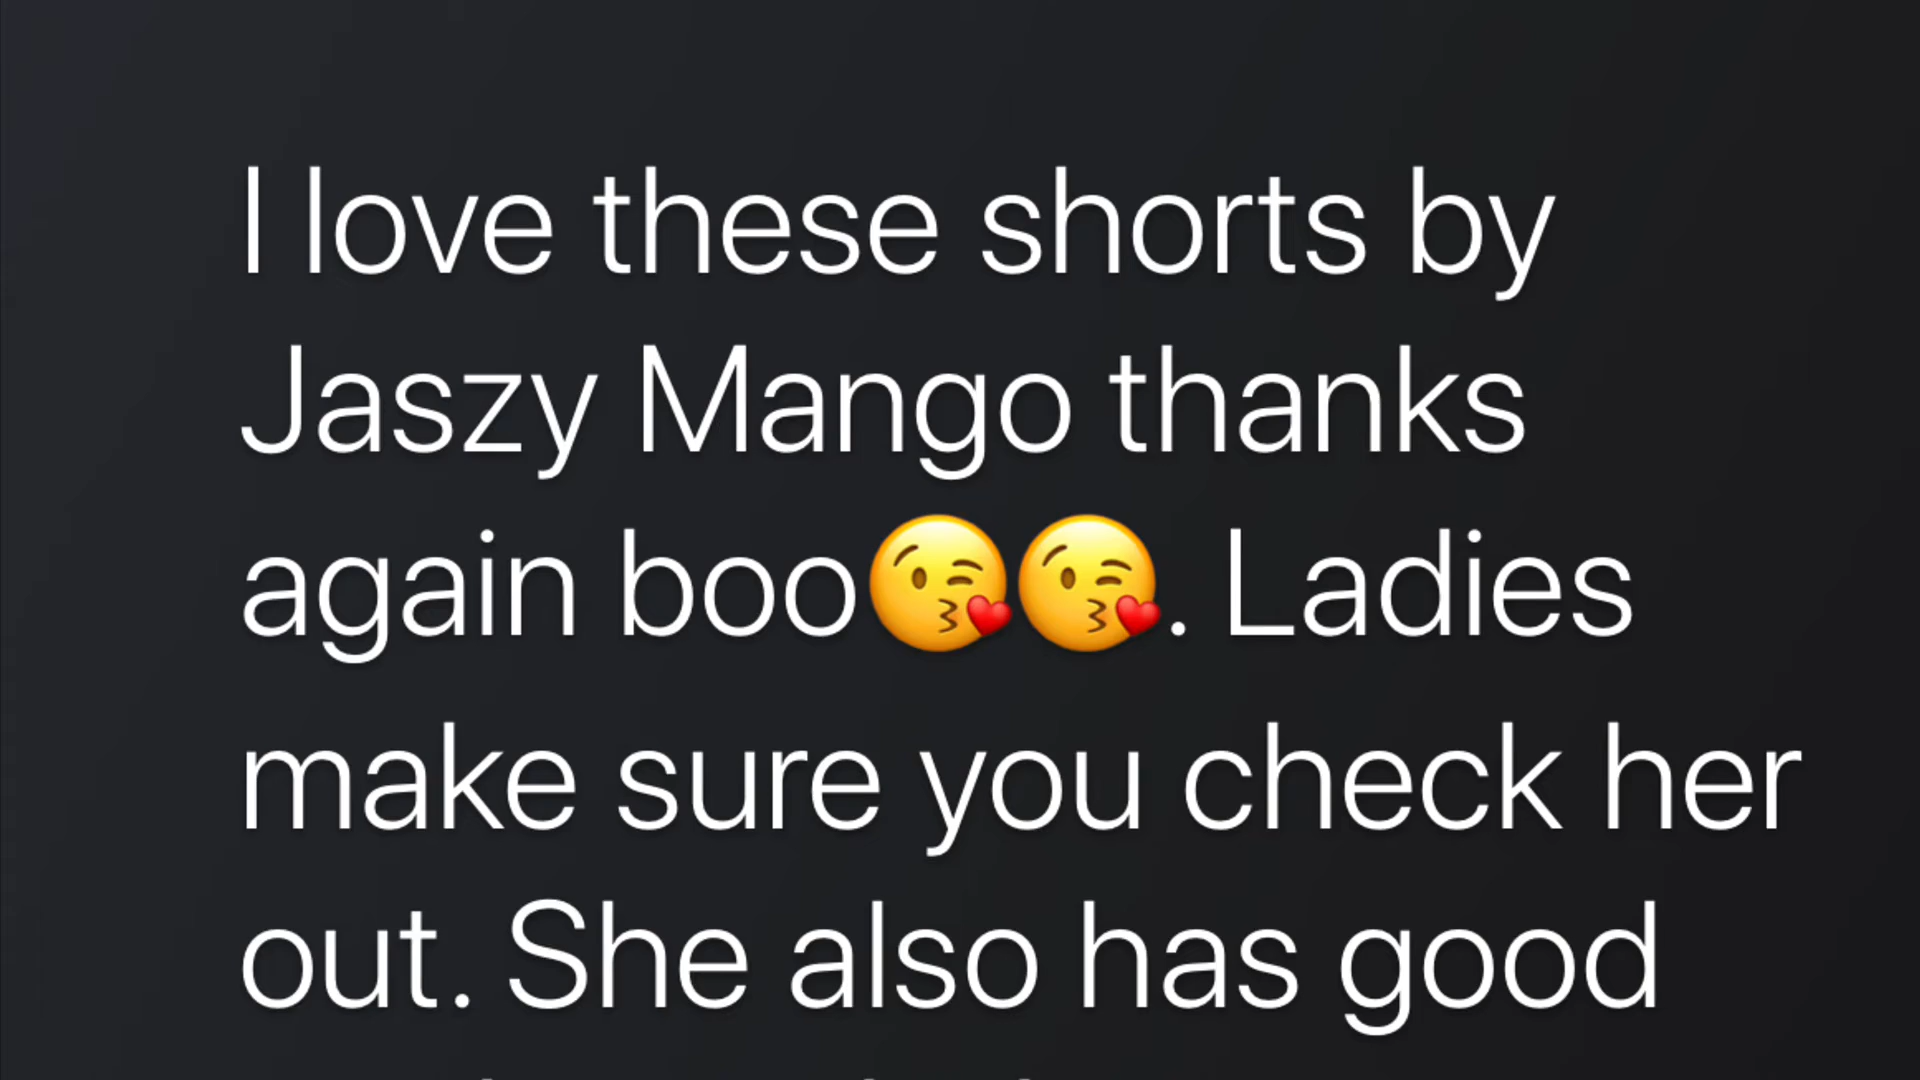 I love these shorts by
Jaszy Mango thanks
again boo😘😘. Ladies
make sure you check her
out. She also has good